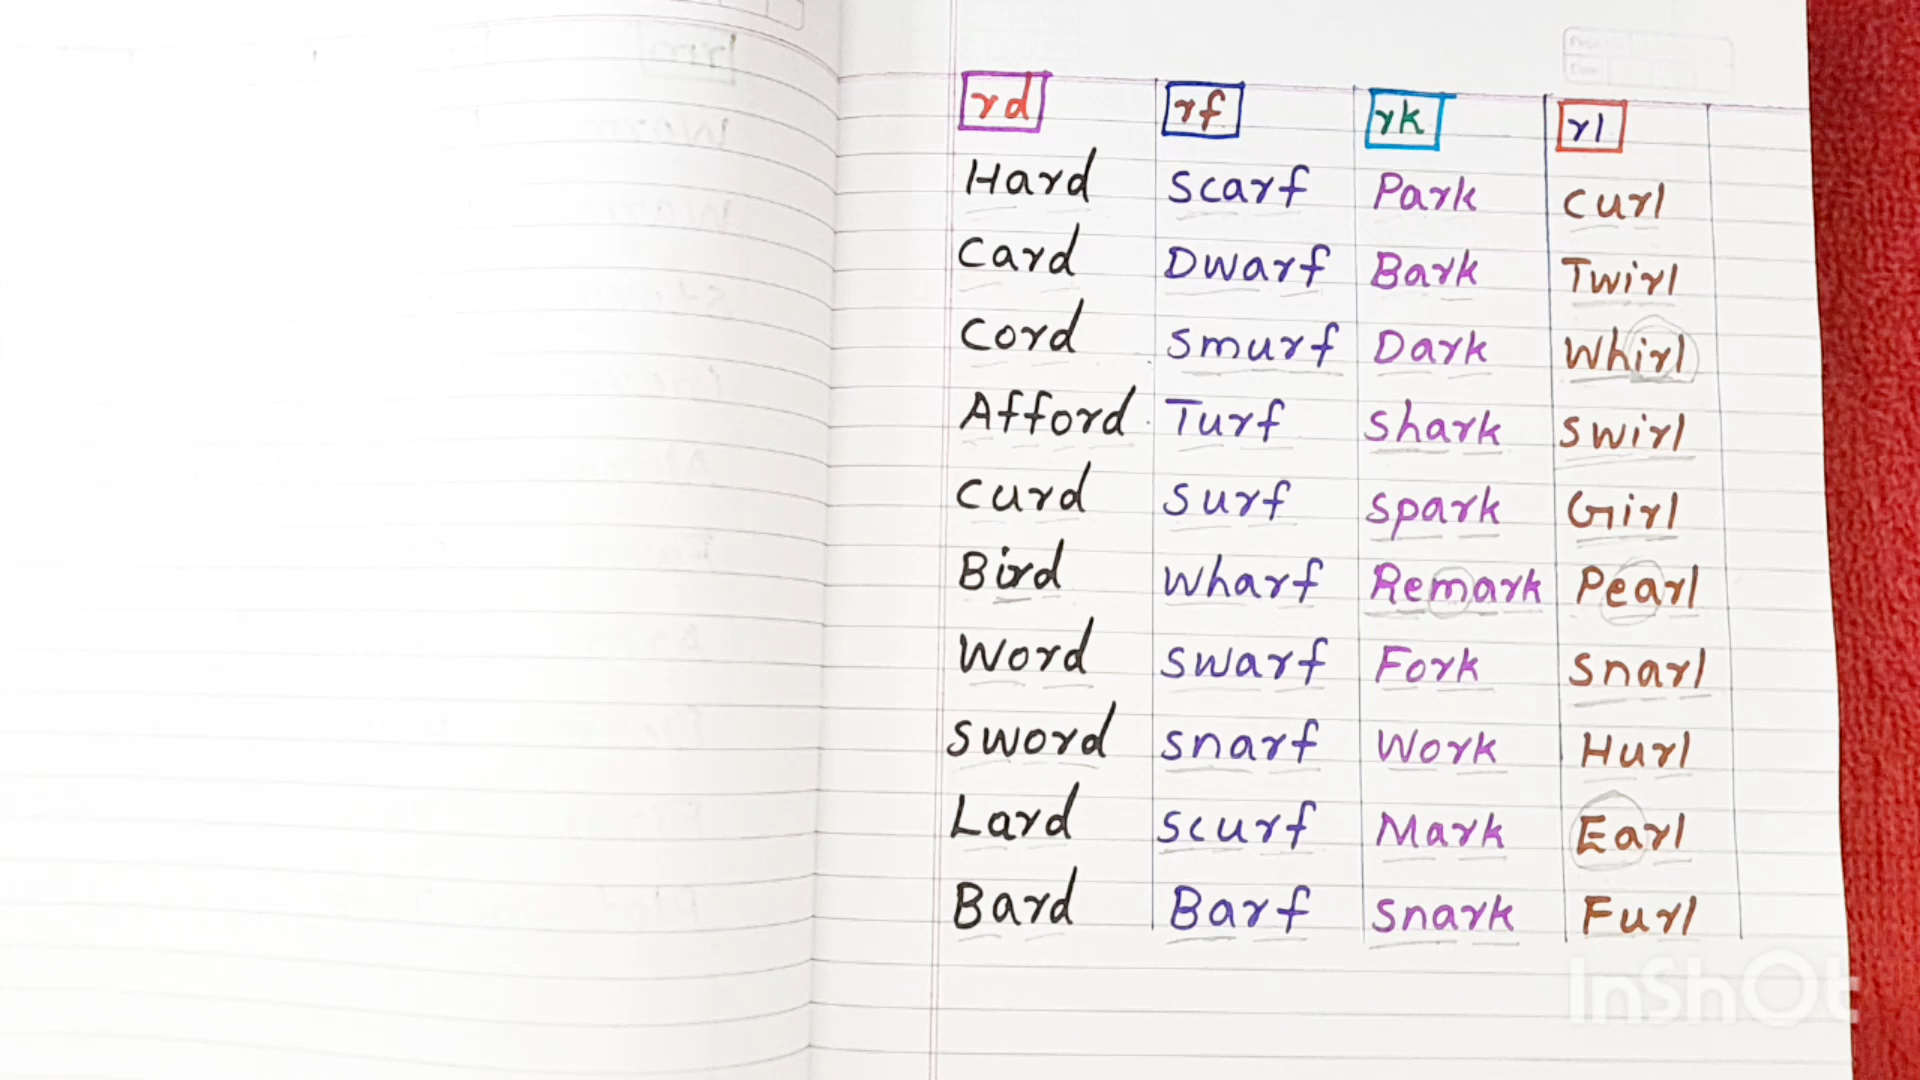 rd rf rk rl
Hard Scarf Park Curl
Card Dwarf Bark Twirl
Cord Smurf Dark Whirl
Afford Turf Shark Swirl
Curd Surf Spark Girl
Bird Wharf Remark Pearl
Word Swarf Fork Snarl
Sword Snarf Work Hurl
Lard Scurf Mark Earl
Bard Barf Snark Furl
InShOt